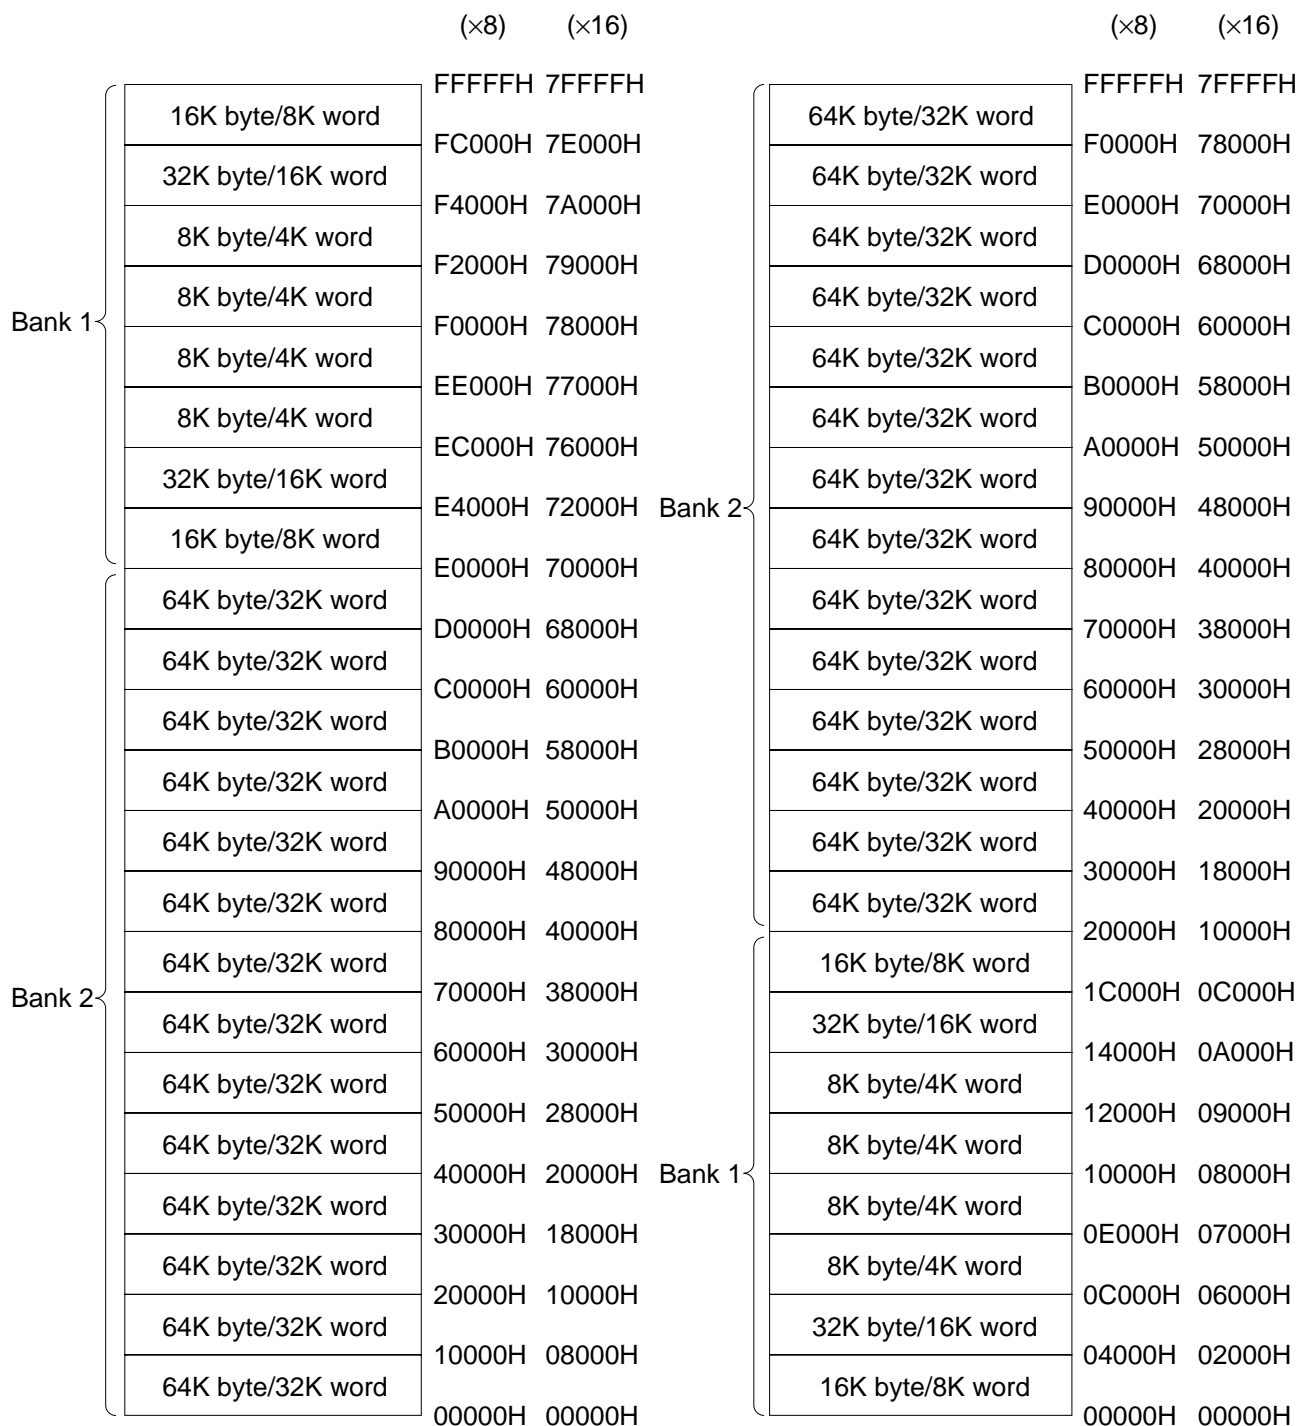 (×8) (×16)
FFFFFH 7FFFFH
16K byte/8K word
FC000H 7E000H
32K byte/16K word
F4000H 7A000H
8K byte/4K word
F2000H 79000H
8K byte/4K word
Bank 1
F0000H 78000H
8K byte/4K word
EE000H 77000H
8K byte/4K word
EC000H 76000H
32K byte/16K word
E4000H 72000H
16K byte/8K word
E0000H 70000H
64K byte/32K word
D0000H 68000H
64K byte/32K word
C0000H 60000H
64K byte/32K word
B0000H 58000H
64K byte/32K word
A0000H 50000H
64K byte/32K word
90000H 48000H
64K byte/32K word
80000H 40000H
64K byte/32K word
Bank 2
70000H 38000H
64K byte/32K word
60000H 30000H
64K byte/32K word
50000H 28000H
64K byte/32K word
40000H 20000H
64K byte/32K word
30000H 18000H
64K byte/32K word
20000H 10000H
64K byte/32K word
10000H 08000H
64K byte/32K word
00000H 00000H
(×8) (×16)
FFFFFH 7FFFFH
64K byte/32K word
F0000H 78000H
64K byte/32K word
E0000H 70000H
64K byte/32K word
D0000H 68000H
64K byte/32K word
C0000H 60000H
64K byte/32K word
B0000H 58000H
64K byte/32K word
A0000H 50000H
64K byte/32K word
Bank 2
90000H 48000H
64K byte/32K word
80000H 40000H
64K byte/32K word
70000H 38000H
64K byte/32K word
60000H 30000H
64K byte/32K word
50000H 28000H
64K byte/32K word
40000H 20000H
64K byte/32K word
30000H 18000H
64K byte/32K word
20000H 10000H
16K byte/8K word
1C000H 0C000H
32K byte/16K word
14000H 0A000H
8K byte/4K word
12000H 09000H
8K byte/4K word
Bank 1
10000H 08000H
8K byte/4K word
0E000H 07000H
8K byte/4K word
0C000H 06000H
32K byte/16K word
04000H 02000H
16K byte/8K word
00000H 00000H